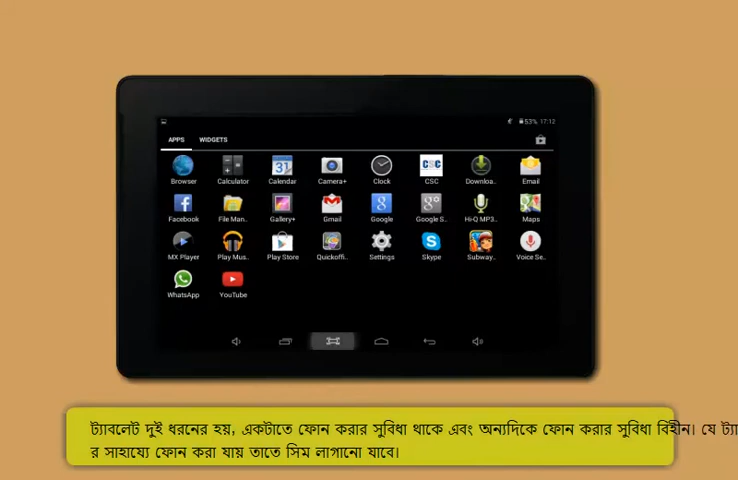 53% 17:12
APPS WIDGETS
Browser Calculator Calendar Camera+ Clock CSC Downloa.. Email
Facebook File Man.. Gallery+ Gmail Google Google S.. Hi-Q MP3.. Maps
MX Player Play Mus.. Play Store Quickoffi.. Settings Skype Subway.. Voice Se..
WhatsApp YouTube
ট্যাবলেট দুই ধরনের হয়, একটাতে ফোন করার সুবিধা থাকে এবং অন্যদিকে ফোন করার সুবিধা বিহীন। যে ট্যা
র সাহায্যে ফোন করা যায় তাতে সিম লাগানো যাবে।